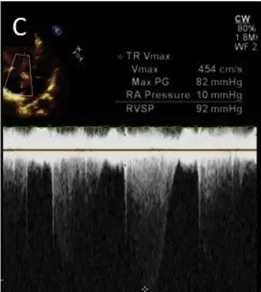 C
CW
80%
1.8M
WF 2
TR Vmax
Vmax 454 cm/s
Max PG 82 mmHg
RA Pressure 10 mmHg
RVSP 92 mmHg